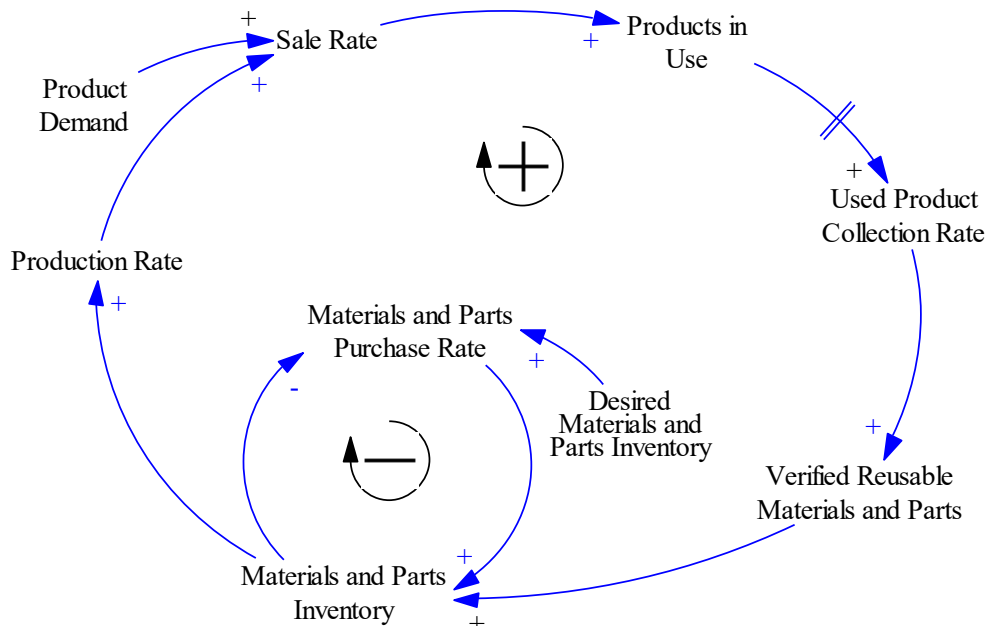 +
Sale Rate
+
Products in
Use
+
Product
Demand
+
Used Product
Collection Rate
Production Rate
+
Materials and Parts
Purchase Rate
+
-
Desired
Materials and
Parts Inventory
+
Verified Reusable
Materials and Parts
+
Materials and Parts
Inventory
+